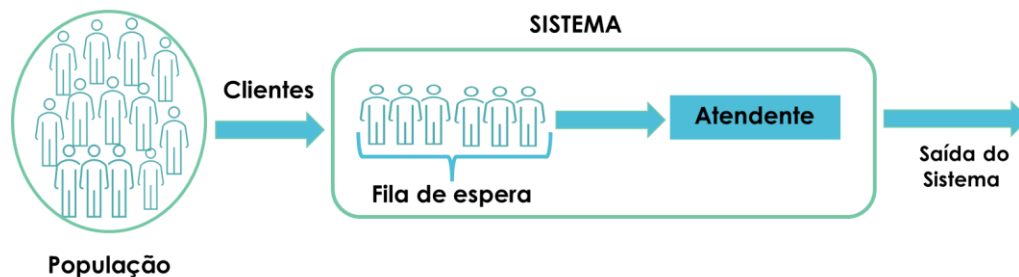 SISTEMA
Clientes
Atendente
Fila de espera
Saída do
Sistema
População